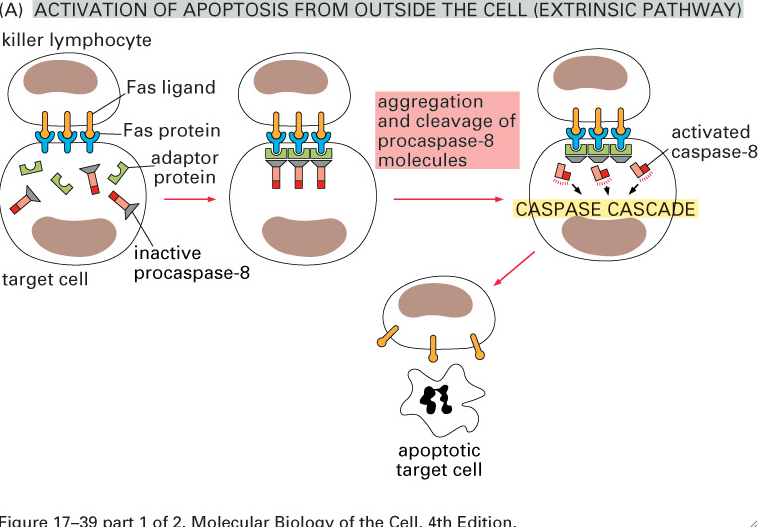 (A) ACTIVATION OF APOPTOSIS FROM OUTSIDE THE CELL (EXTRINSIC PATHWAY)
killer lymphocyte
Fas ligand
Fas protein
adaptor
protein
inactive
procaspase-8
target cell
aggregation
and cleavage of
procaspase-8
molecules
activated
caspase-8
CASPASE CASCADE
apoptotic
target cell
Figure 17–39 part 1 of 2. Molecular Biology of the Cell, 4th Edition.